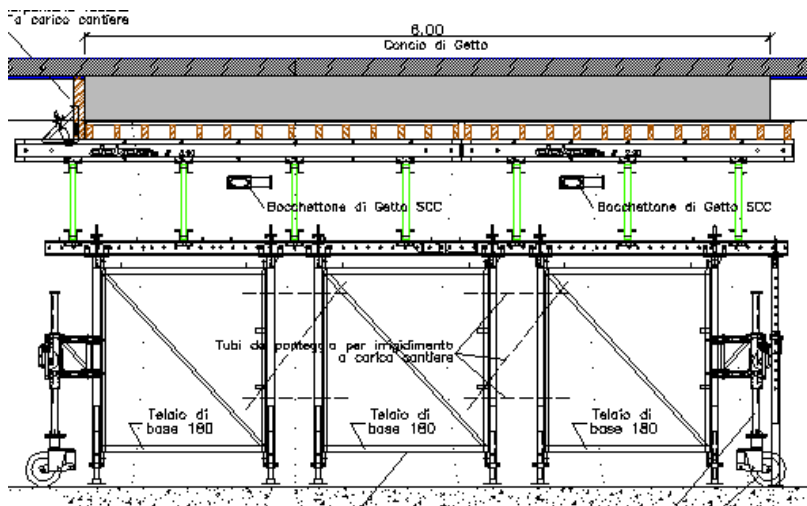 a carico cantiere
6.00
Concio di Getto
Bocchettone di Getto SCC
Bocchettone di Getto SCC
Tubi da ponteggio per irrigidimento
a carico cantiere
Telaio di
base 180
Telaio di
base 180
Telaio di
base 180